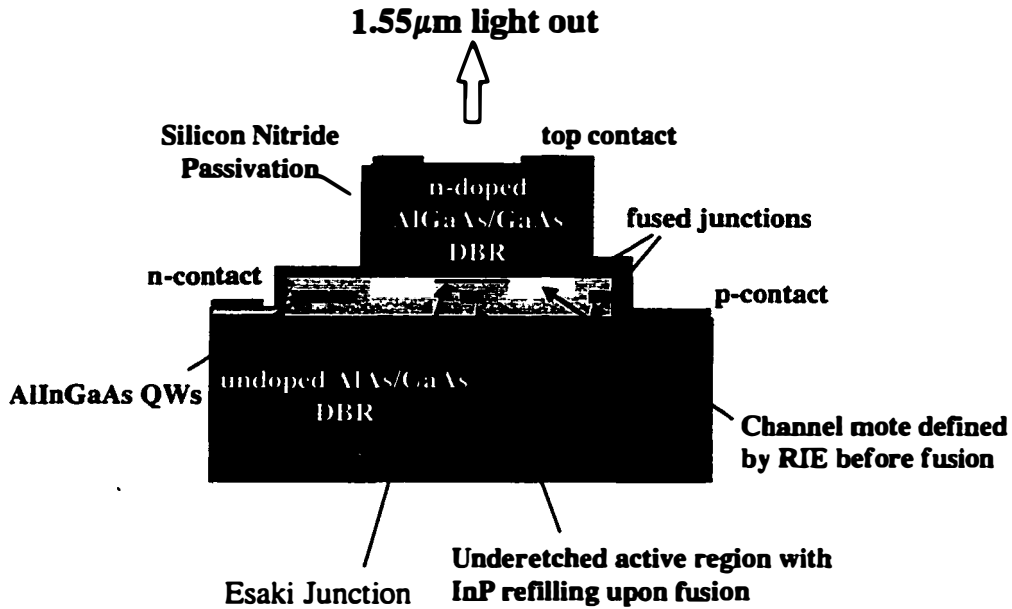 1.55μm light out
Silicon Nitride
Passivation
top contact
n-doped
AlGaAs/GaAs
DBR
fused junctions
n-contact
p-contact
AlInGaAs QWs
undoped AlAs/GaAs
DBR
Channel mote defined
by RIE before fusion
Esaki Junction
Underetched active region with
InP refilling upon fusion